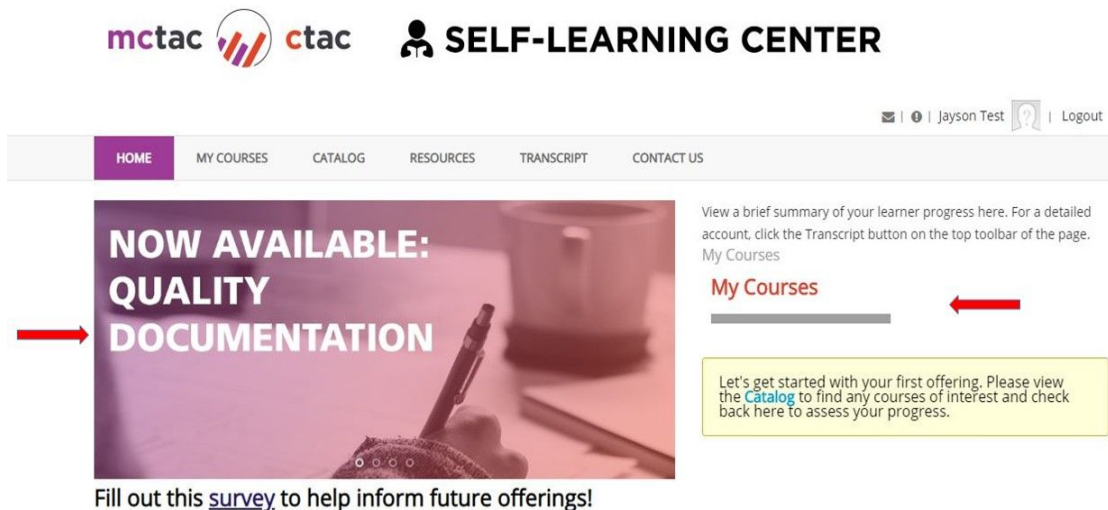 mctac ctac SELF-LEARNING CENTER
Jayson Test | Logout
HOME MY COURSES CATALOG RESOURCES TRANSCRIPT CONTACT US
NOW AVAILABLE:
QUALITY
DOCUMENTATION
View a brief summary of your learner progress here. For a detailed
account, click the Transcript button on the top toolbar of the page.
My Courses
My Courses
Let's get started with your first offering. Please view
the Catalog to find any courses of interest and check
back here to assess your progress.
Fill out this survey to help inform future offerings!